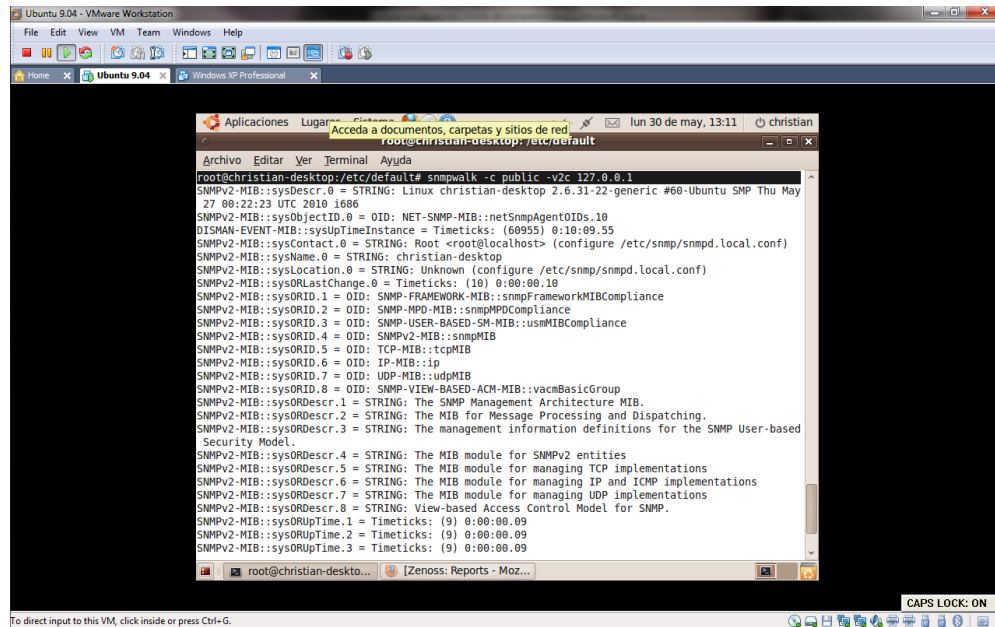 Ubuntu 9.04 - VMware Workstation
File Edit View VM Team Windows Help
Home Ubuntu 9.04 Windows XP Professional
Aplicaciones Lugares Sistema lun 30 de may, 13:11 christian
Acceda a documentos, carpetas y sitios de red
root@christian-desktop: /etc/default
Archivo Editar Ver Terminal Ayuda
root@christian-desktop:/etc/default# snmpwalk -c public -v2c 127.0.0.1
SNMPv2-MIB::sysDescr.0 = STRING: Linux christian-desktop 2.6.31-22-generic #60-Ubuntu SMP Thu May
27 00:22:23 UTC 2010 i686
SNMPv2-MIB::sysObjectID.0 = OID: NET-SNMP-MIB::netSnmpAgentOIDs.10
DISMAN-EVENT-MIB::sysUpTimeInstance = Timeticks: (60955) 0:10:09.55
SNMPv2-MIB::sysContact.0 = STRING: Root <root@localhost> (configure /etc/snmp/snmpd.local.conf)
SNMPv2-MIB::sysName.0 = STRING: christian-desktop
SNMPv2-MIB::sysLocation.0 = STRING: Unknown (configure /etc/snmp/snmpd.local.conf)
SNMPv2-MIB::sysORLastChange.0 = Timeticks: (10) 0:00:00.10
SNMPv2-MIB::sysORID.1 = OID: SNMP-FRAMEWORK-MIB::snmpFrameworkMIBCompliance
SNMPv2-MIB::sysORID.2 = OID: SNMP-MPD-MIB::snmpMPDCompliance
SNMPv2-MIB::sysORID.3 = OID: SNMP-USER-BASED-SM-MIB::usmMIBCompliance
SNMPv2-MIB::sysORID.4 = OID: SNMPv2-MIB::snmpMIB
SNMPv2-MIB::sysORID.5 = OID: TCP-MIB::tcpMIB
SNMPv2-MIB::sysORID.6 = OID: IP-MIB::ip
SNMPv2-MIB::sysORID.7 = OID: UDP-MIB::udpMIB
SNMPv2-MIB::sysORID.8 = OID: SNMP-VIEW-BASED-ACM-MIB::vacmBasicGroup
SNMPv2-MIB::sysORDescr.1 = STRING: The SNMP Management Architecture MIB.
SNMPv2-MIB::sysORDescr.2 = STRING: The MIB for Message Processing and Dispatching.
SNMPv2-MIB::sysORDescr.3 = STRING: The management information definitions for the SNMP User-based
Security Model.
SNMPv2-MIB::sysORDescr.4 = STRING: The MIB module for SNMPv2 entities
SNMPv2-MIB::sysORDescr.5 = STRING: The MIB module for managing TCP implementations
SNMPv2-MIB::sysORDescr.6 = STRING: The MIB module for managing IP and ICMP implementations
SNMPv2-MIB::sysORDescr.7 = STRING: The MIB module for managing UDP implementations
SNMPv2-MIB::sysORDescr.8 = STRING: View-based Access Control Model for SNMP.
SNMPv2-MIB::sysORUpTime.1 = Timeticks: (9) 0:00:00.09
SNMPv2-MIB::sysORUpTime.2 = Timeticks: (9) 0:00:00.09
SNMPv2-MIB::sysORUpTime.3 = Timeticks: (9) 0:00:00.09
root@christian-deskto... [Zenoss: Reports - Moz...
CAPS LOCK: ON
To direct input to this VM, click inside or press Ctrl+G.